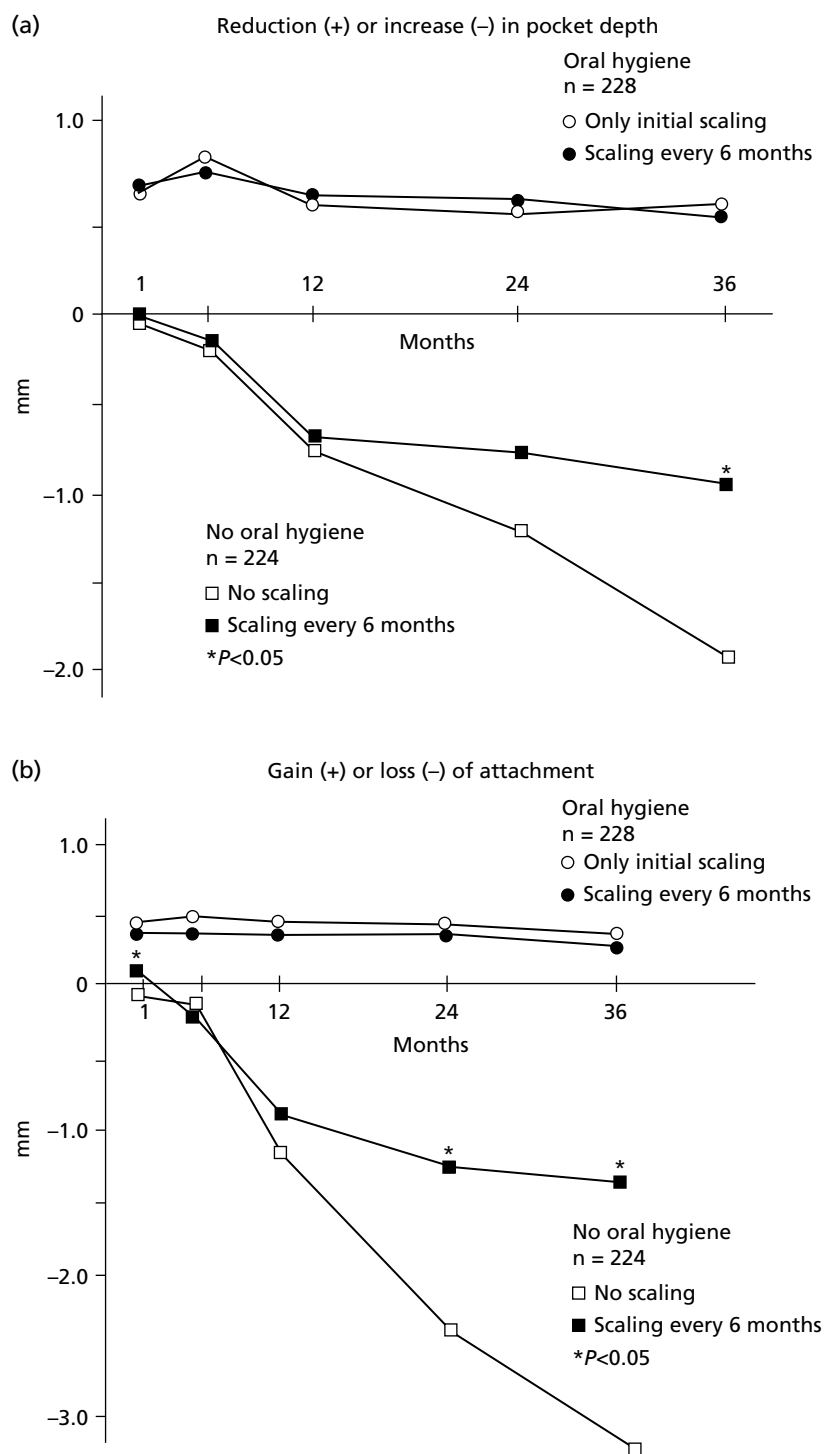 (a)
Reduction (+) or increase (–) in pocket depth
Oral hygiene
n = 228
Only initial scaling
Scaling every 6 months
1.0
1 12 24 36
0
Months
mm
–1.0
No oral hygiene
n = 224
No scaling
Scaling every 6 months
*P<0.05
*
–2.0
(b)
Gain (+) or loss (–) of attachment
Oral hygiene
n = 228
Only initial scaling
Scaling every 6 months
1.0
*
0
1 12 24 36
Months
mm
–1.0
* *
No oral hygiene
n = 224
No scaling
Scaling every 6 months
*P<0.05
–2.0
–3.0